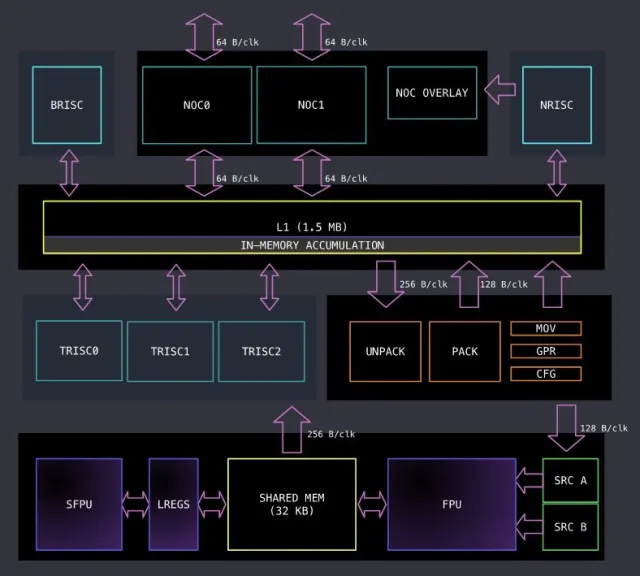 64 B/clk
64 B/clk
BRISC
NOC0
NOC1
NOC OVERLAY
NRISC
64 B/clk
64 B/clk
L1 (1.5 MB)
IN-MEMORY ACCUMULATION
256 B/clk
128 B/clk
TRISC0
TRISC1
TRISC2
UNPACK
PACK
MOV
GPR
CFG
256 B/clk
128 B/clk
SFPU
LREGS
SHARED MEM
(32 KB)
FPU
SRC A
SRC B